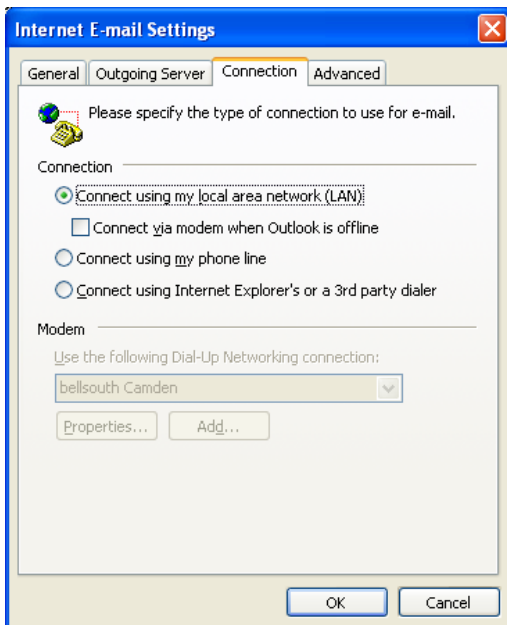 Internet E-mail Settings
General Outgoing Server Connection Advanced
Please specify the type of connection to use for e-mail.
Connection
Connect using my local area network (LAN)
Connect via modem when Outlook is offline
Connect using my phone line
Connect using Internet Explorer's or a 3rd party dialer
Modem
Use the following Dial-Up Networking connection:
bellsouth Camden
Properties... Add...
OK Cancel